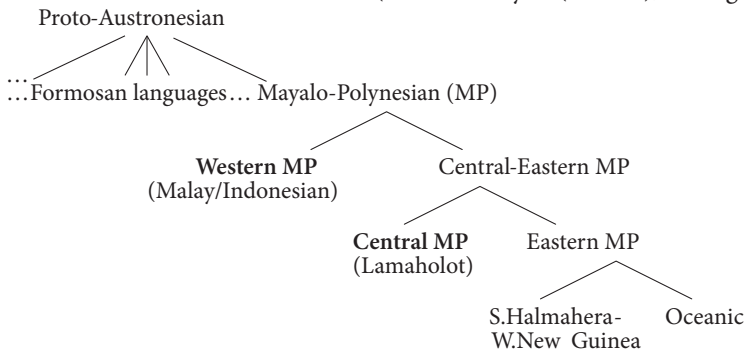 Proto-Austronesian
…
…Formosan languages… Mayalo-Polynesian (MP)
Western MP Central-Eastern MP
(Malay/Indonesian)
Central MP Eastern MP
(Lamaholot)
S.Halmahera- Oceanic
W.New Guinea